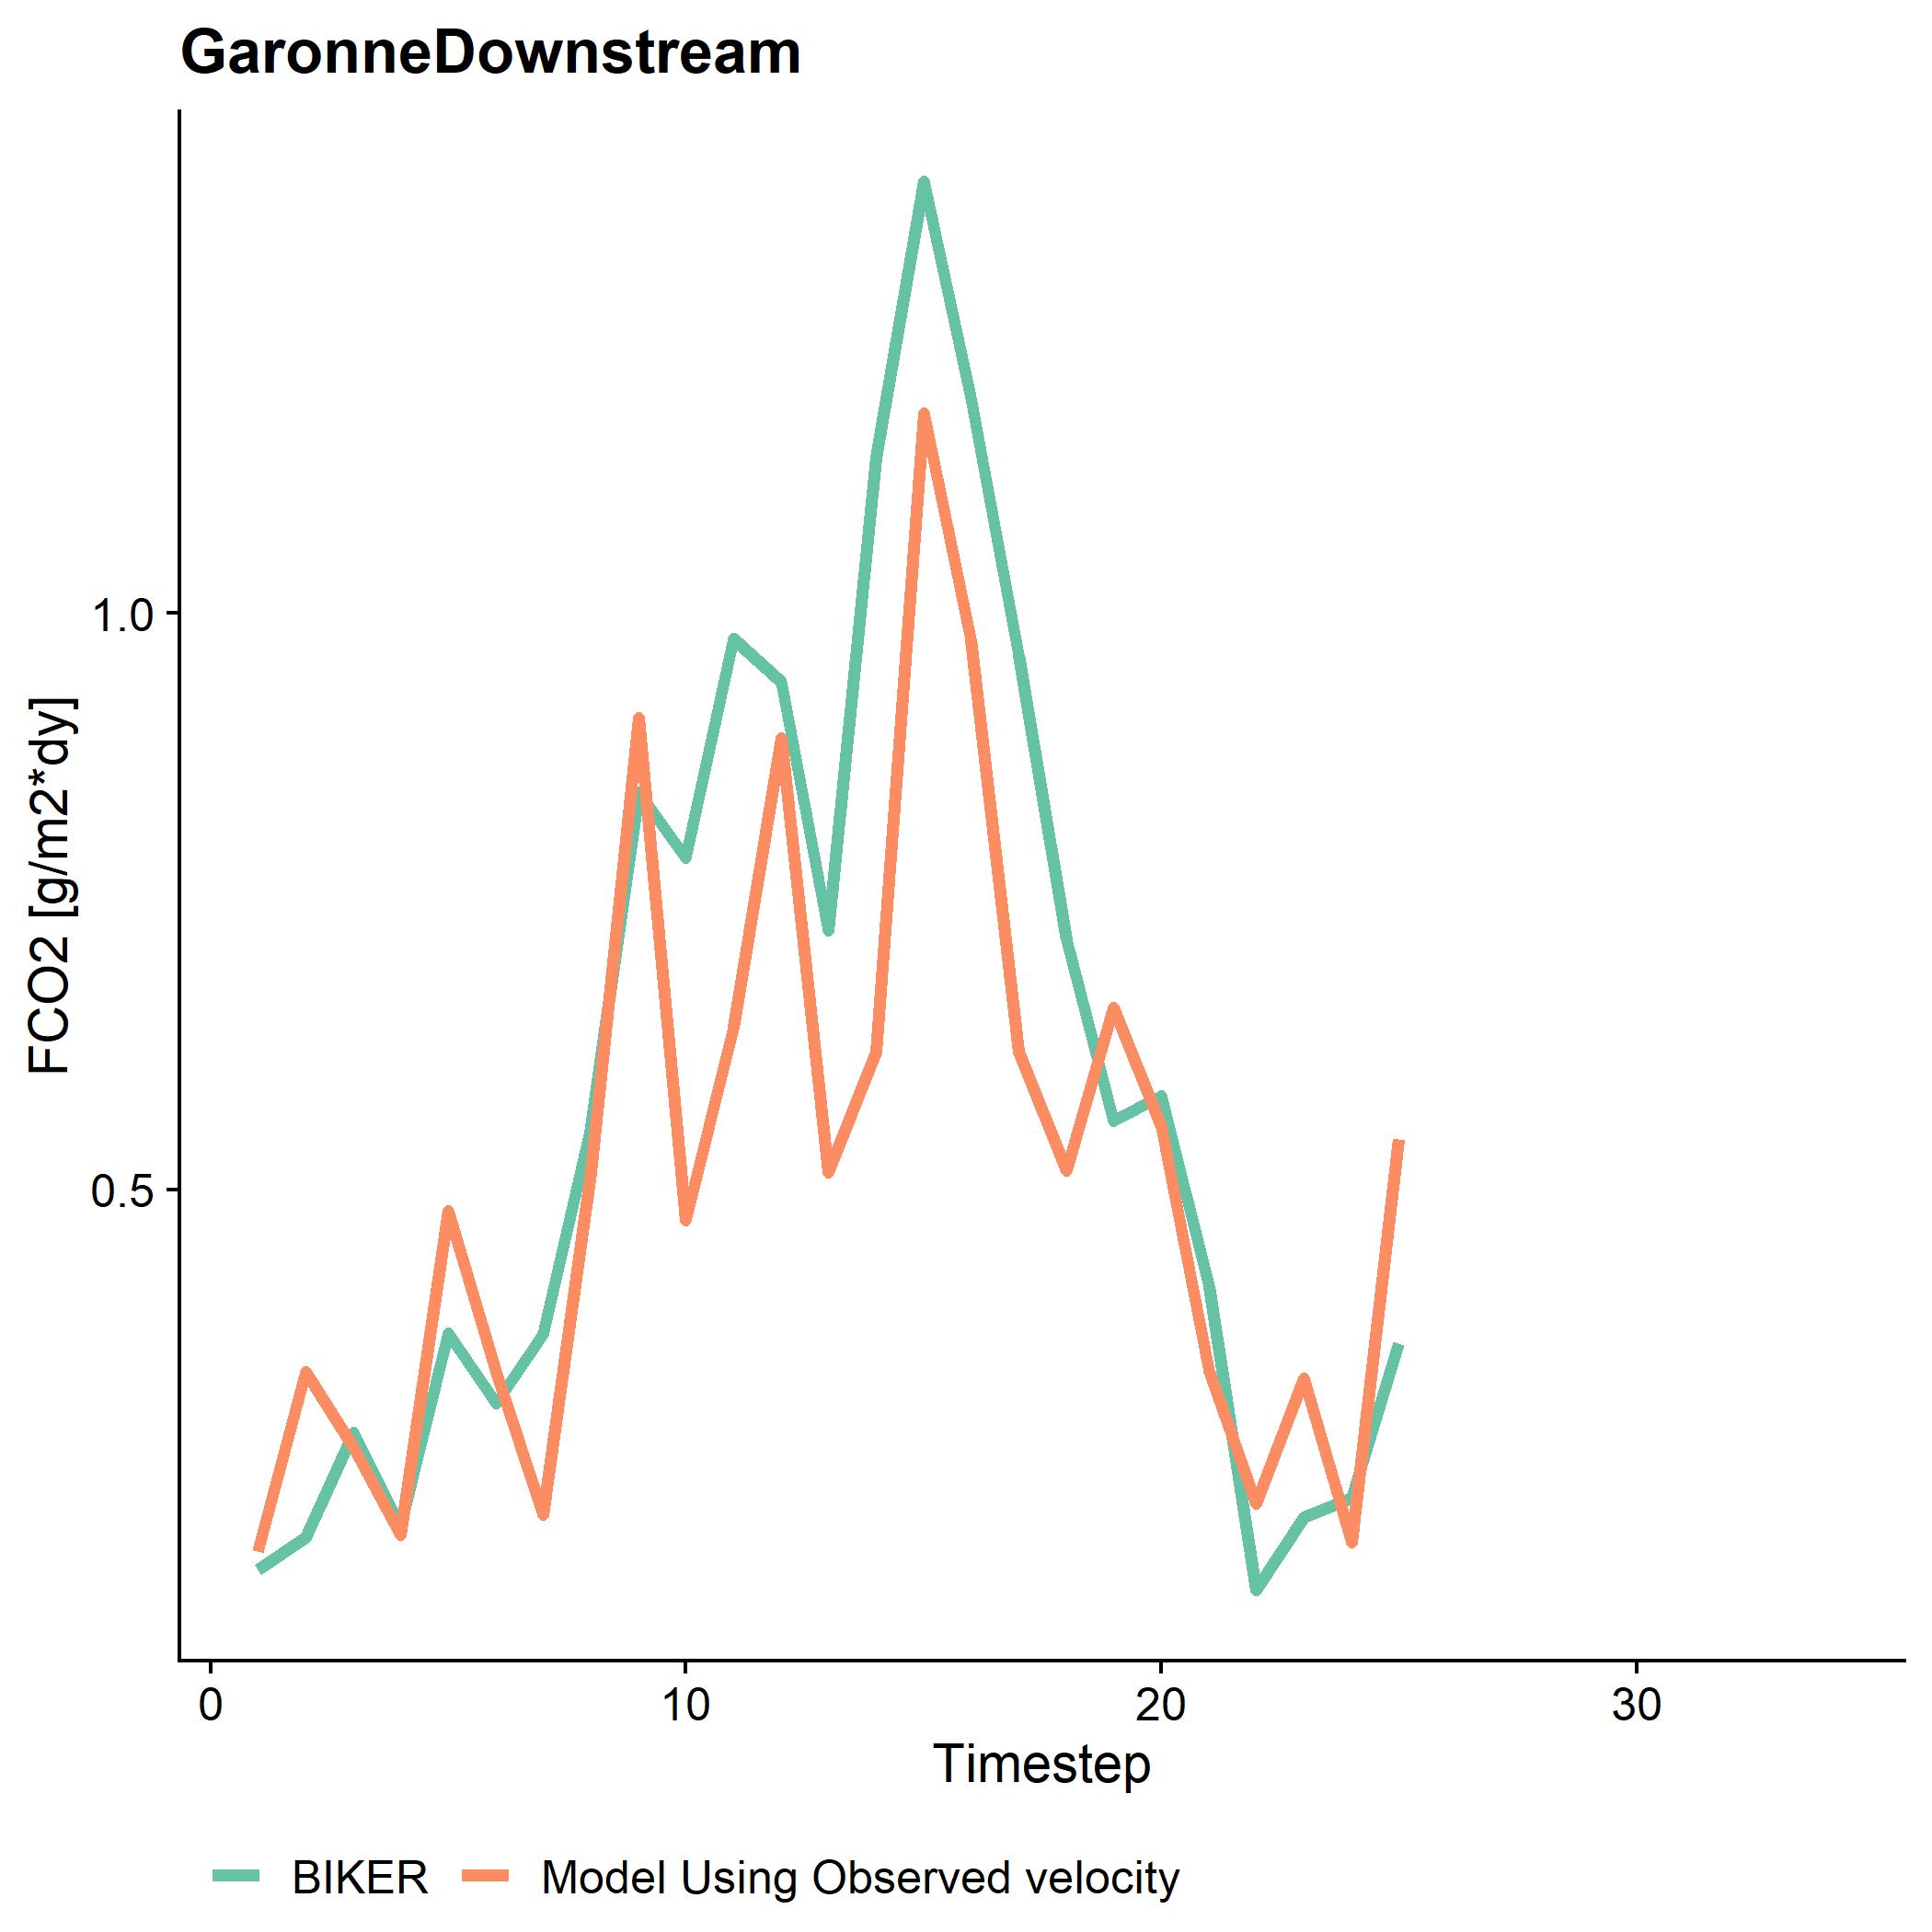 GaronneDownstream
FCO2 [g/m2*dy]
1.0
0.5
0 10 20 30
Timestep
BIKER Model Using Observed velocity